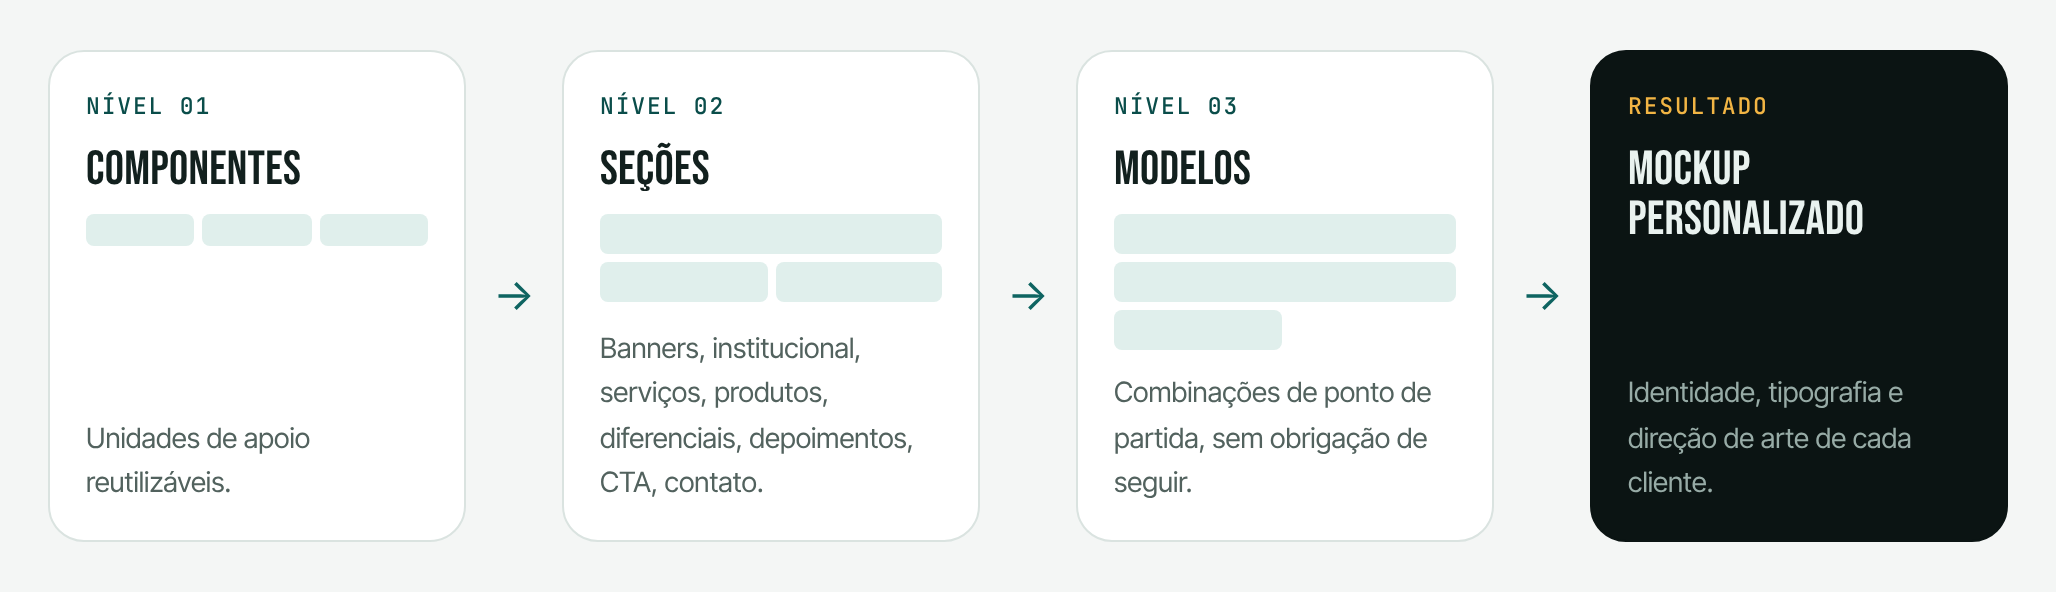 NÍVEL 01
COMPONENTES
Unidades de apoio
reutilizáveis.
NÍVEL 02
SEÇÕES
Banners, institucional,
serviços, produtos,
diferenciais, depoimentos,
CTA, contato.
NÍVEL 03
MODELOS
Combinações de ponto de
partida, sem obrigação de
seguir.
RESULTADO
MOCKUP
PERSONALIZADO
Identidade, tipografia e
direção de arte de cada
cliente.